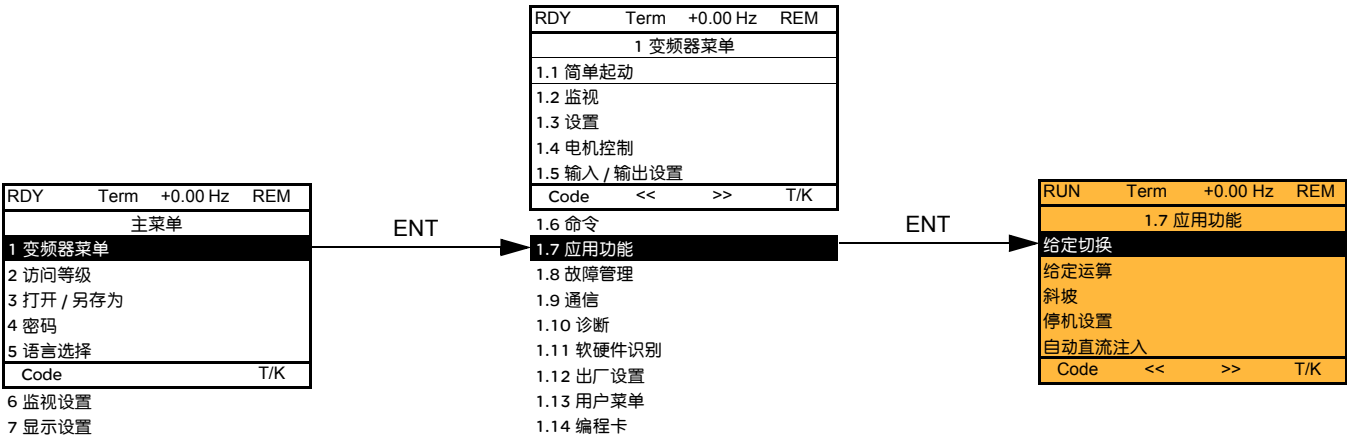 RDY Term +0.00 Hz REM
主菜单
1 变频器菜单
2 访问等级
3 打开 / 另存为
4 密码
5 语言选择
Code T/K
6 监视设置
7 显示设置
ENT
RDY Term +0.00 Hz REM
1 变频器菜单
1.1 简单起动
1.2 监视
1.3 设置
1.4 电机控制
1.5 输入 / 输出设置
Code << >> T/K
1.6 命令
1.7 应用功能
1.8 故障管理
1.9 通信
1.10 诊断
1.11 软硬件识别
1.12 出厂设置
1.13 用户菜单
1.14 编程卡
ENT
RUN Term +0.00 Hz REM
1.7 应用功能
给定切换
给定运算
斜坡
停机设置
自动直流注入
Code << >> T/K